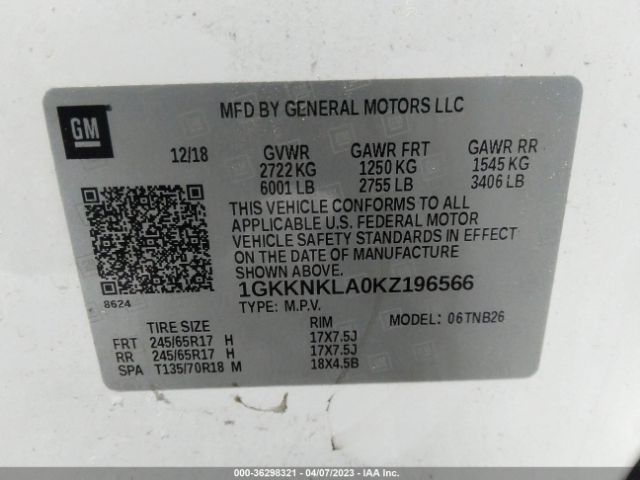 MFD BY GENERAL MOTORS LLC
GM
12/18 GVWR GAWR FRT GAWR RR
2722 KG 1250 KG 1545 KG
6001 LB 2755 LB 3406 LB
THIS VEHICLE CONFORMS TO ALL
APPLICABLE U.S. FEDERAL MOTOR
VEHICLE SAFETY STANDARDS IN EFFECT
ON THE DATE OF MANUFACTURE
SHOWN ABOVE.
8624
1GKKNKLA0KZ196566
TYPE: M.P.V. MODEL: 06TNB26
TIRE SIZE RIM
FRT 245/65R17 H 17X7.5J
RR 245/65R17 H 17X7.5J
SPA T135/70R18 M 18X4.5B
000-36298321 - 04/07/2023 - IAA Inc.